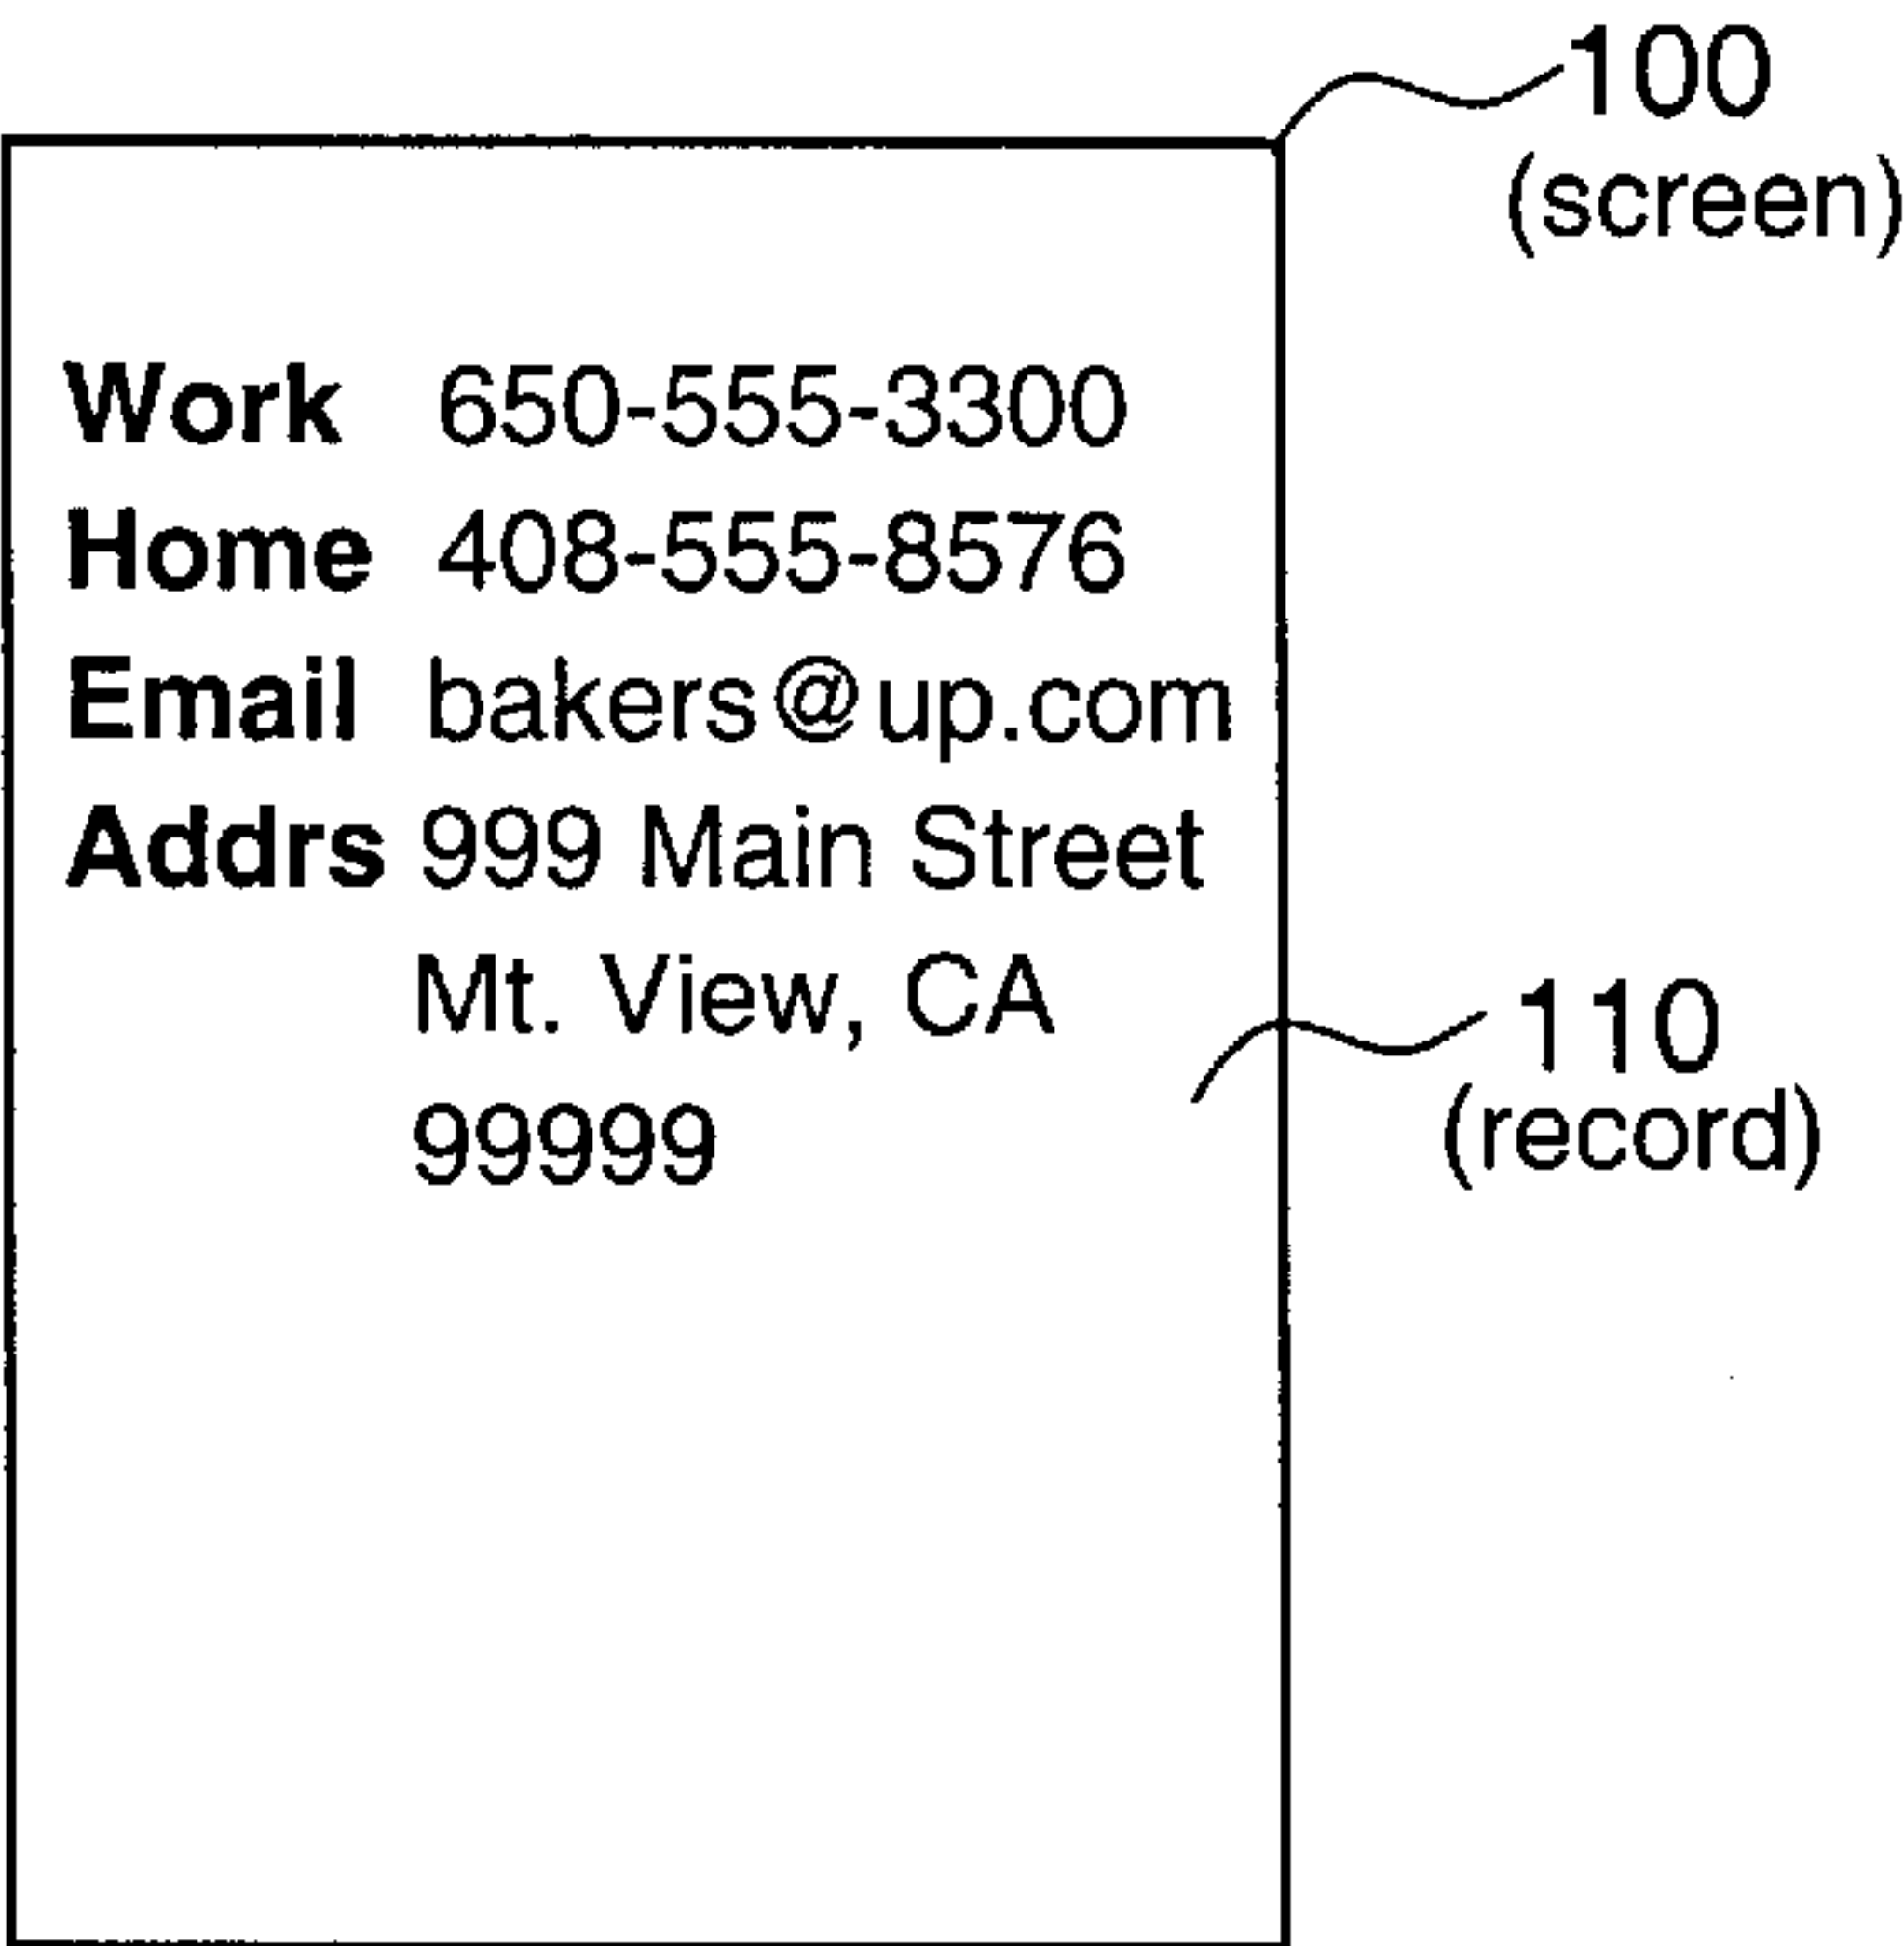 100
(screen)
Work 650-555-3300
Home 408-555-8576
Email bakers@up.com
Addrs 999 Main Street
Mt. View, CA
110
99999
(record)